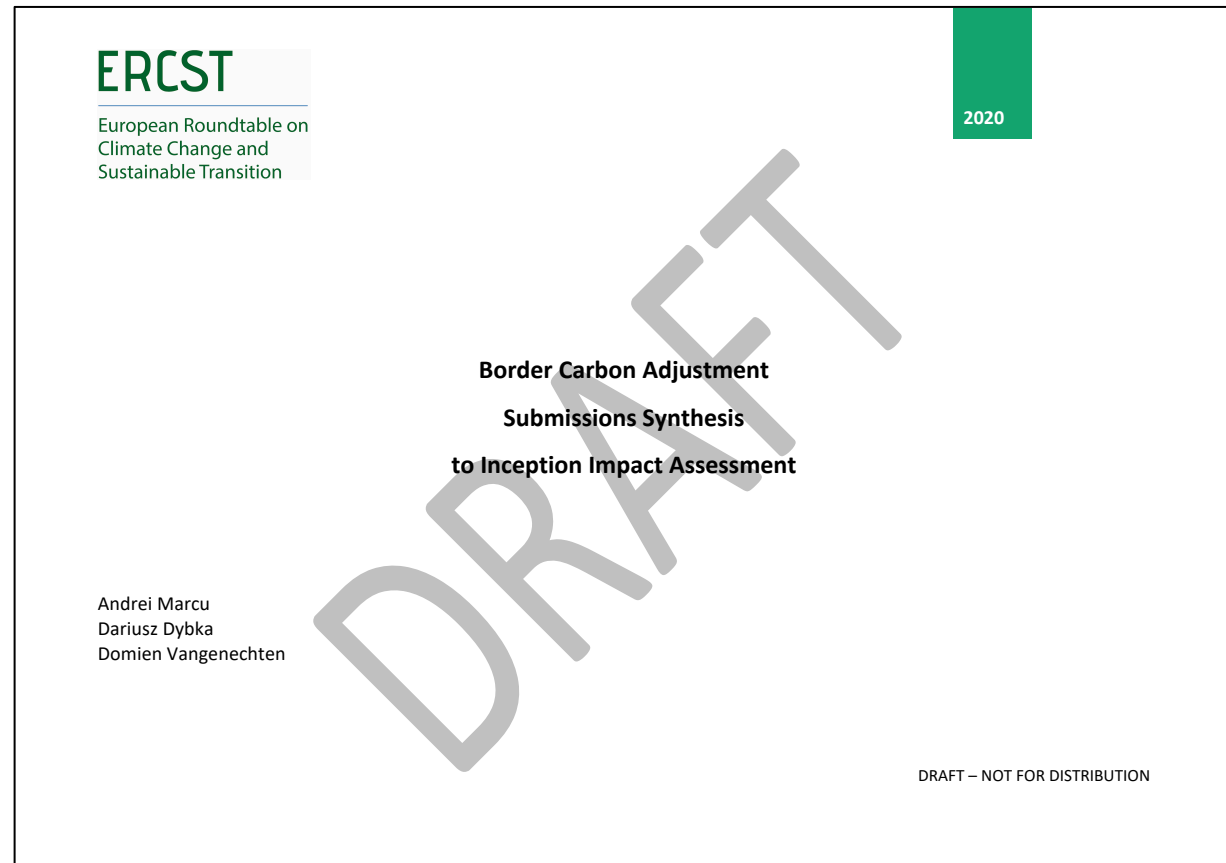 ERCST
European Roundtable on
Climate Change and
Sustainable Transition
2020
DRAFT
Border Carbon Adjustment
Submissions Synthesis
to Inception Impact Assessment
Andrei Marcu
Dariusz Dybka
Domien Vangenechten
DRAFT – NOT FOR DISTRIBUTION